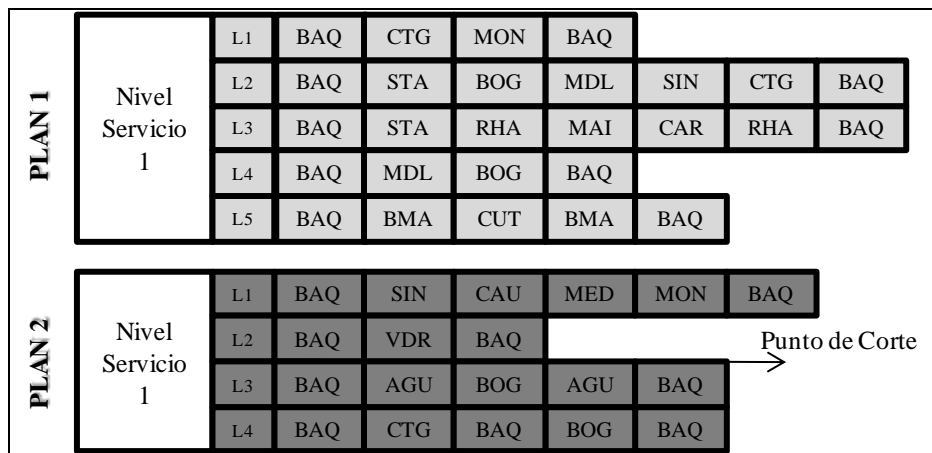 PLAN 1
Nivel
Servicio
1
L1 BAQ CTG MON BAQ
L2 BAQ STA BOG MDL SIN CTG BAQ
L3 BAQ STA RHA MAI CAR RHA BAQ
L4 BAQ MDL BOG BAQ
L5 BAQ BMA CUT BMA BAQ
PLAN 2
Nivel
Servicio
1
L1 BAQ SIN CAU MED MON BAQ
L2 BAQ VDR BAQ
Punto de Corte
L3 BAQ AGU BOG AGU BAQ
L4 BAQ CTG BAQ BOG BAQ